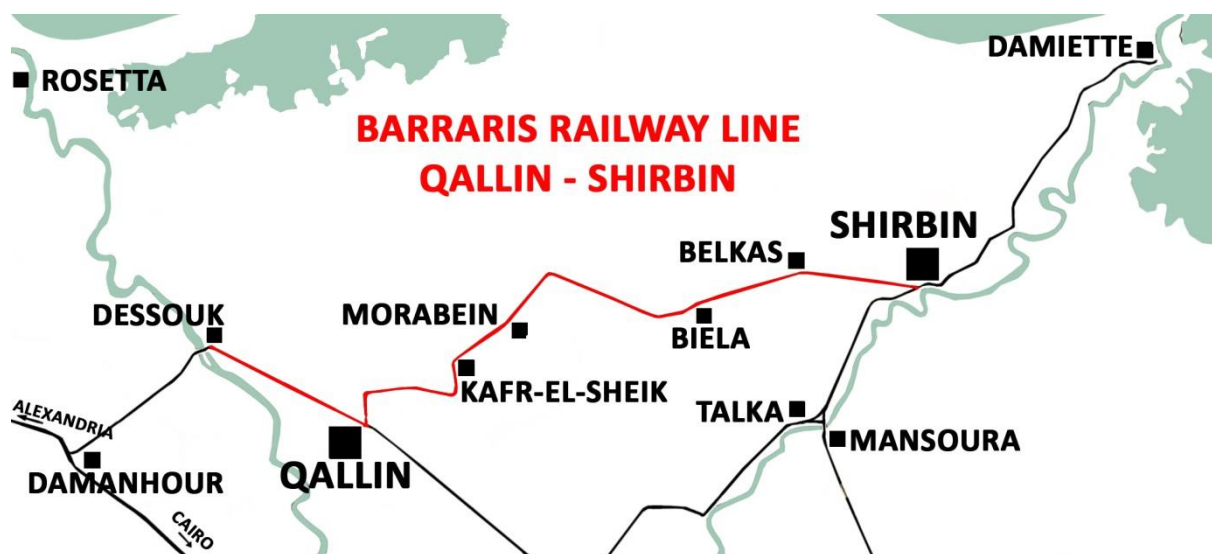 DAMIETTE
ROSETTA
BARRARIS RAILWAY LINE
QALLIN - SHIRBIN
SHIRBIN
BELKAS
DESSOUK
MORABEIN
BIELA
KAFR-EL-SHEIK
ALEXANDRIA
TALKA
MANSOURA
QALLIN
DAMANHOUR
CAIRO